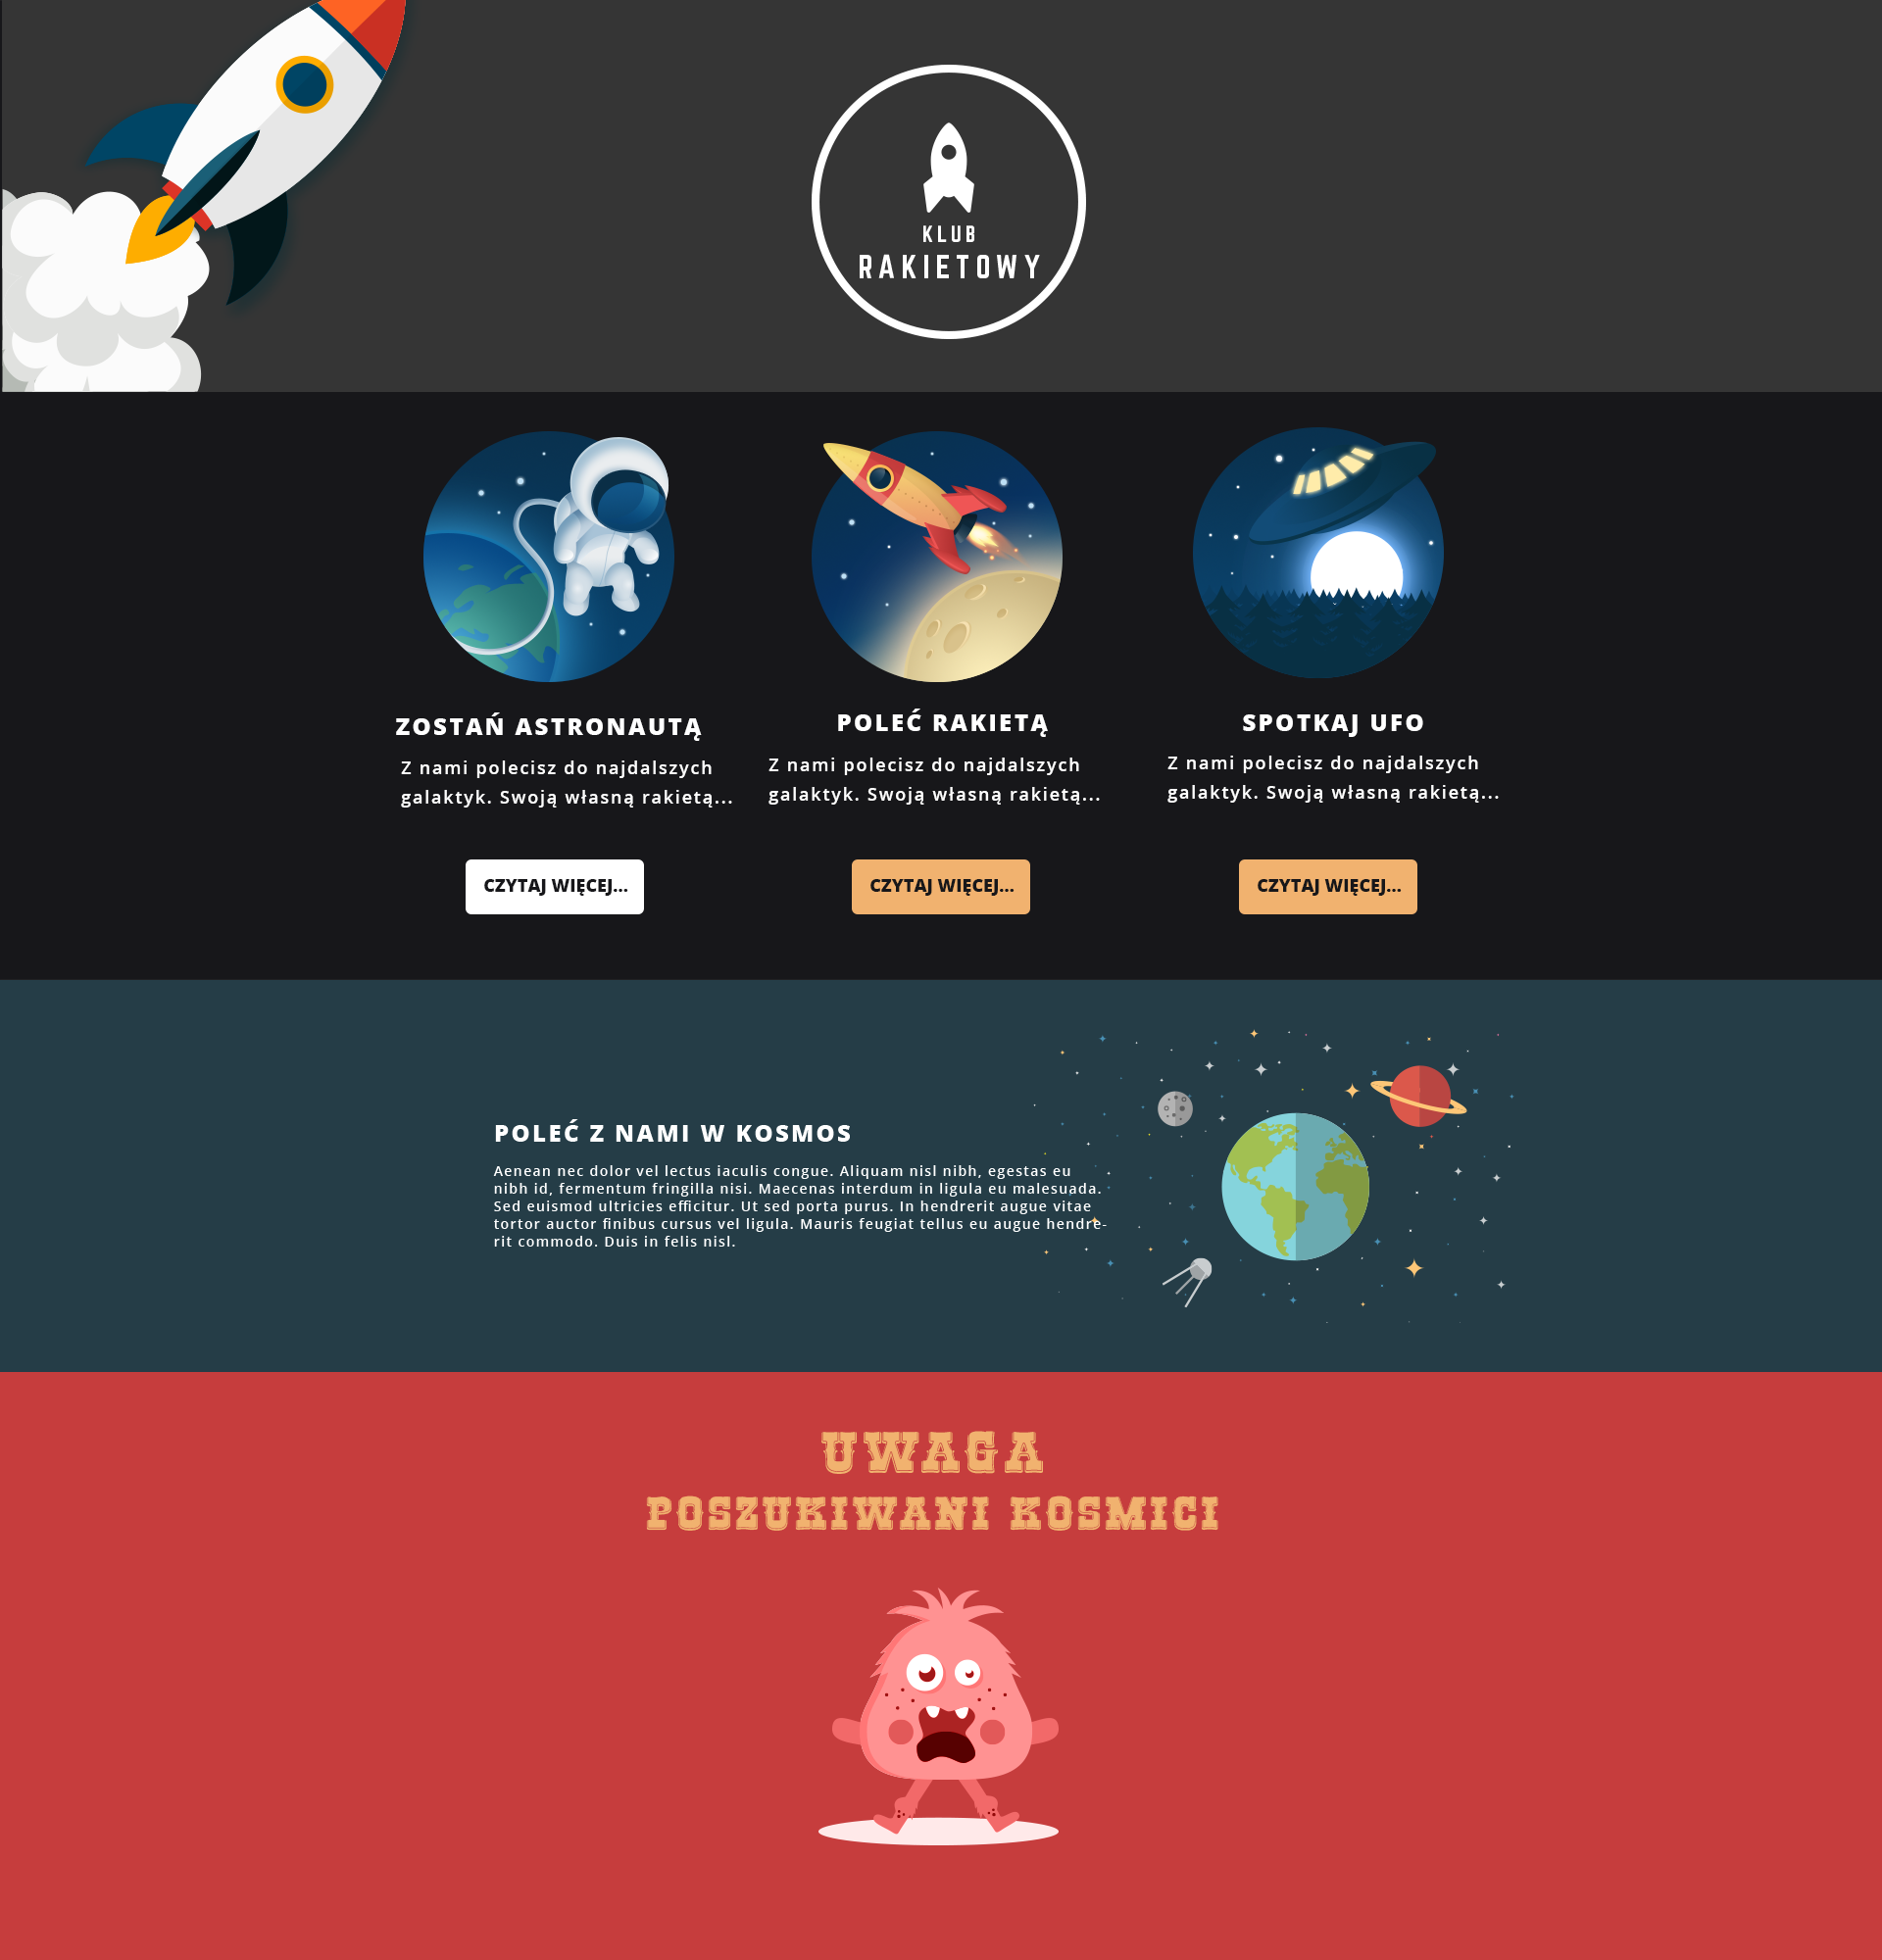 KLUB
RAKIETOWY
ZOSTAŃ ASTRONAUTĄ
Z nami polecisz do najdalszych
galaktyk. Swoją własną rakietą...
CZYTAJ WIĘCEJ...
POLEĆ RAKIETĄ
Z nami polecisz do najdalszych
galaktyk. Swoją własną rakietą...
CZYTAJ WIĘCEJ...
SPOTKAJ UFO
Z nami polecisz do najdalszych
galaktyk. Swoją własną rakietą...
CZYTAJ WIĘCEJ...
POLEĆ Z NAMI W KOSMOS
Aenean nec dolor vel lectus iaculis congue. Aliquam nisl nibh, egestas eu
nibh id, fermentum fringilla nisi. Maecenas interdum in ligula eu malesuada.
Sed euismod ultricies efficitur. Ut sed porta purus. In hendrerit augue vitae
tortor auctor finibus cursus vel ligula. Mauris feugiat tellus eu augue hendre-
rit commodo. Duis in felis nisl.
UWAGA
POSZUKIWANI KOSMICI